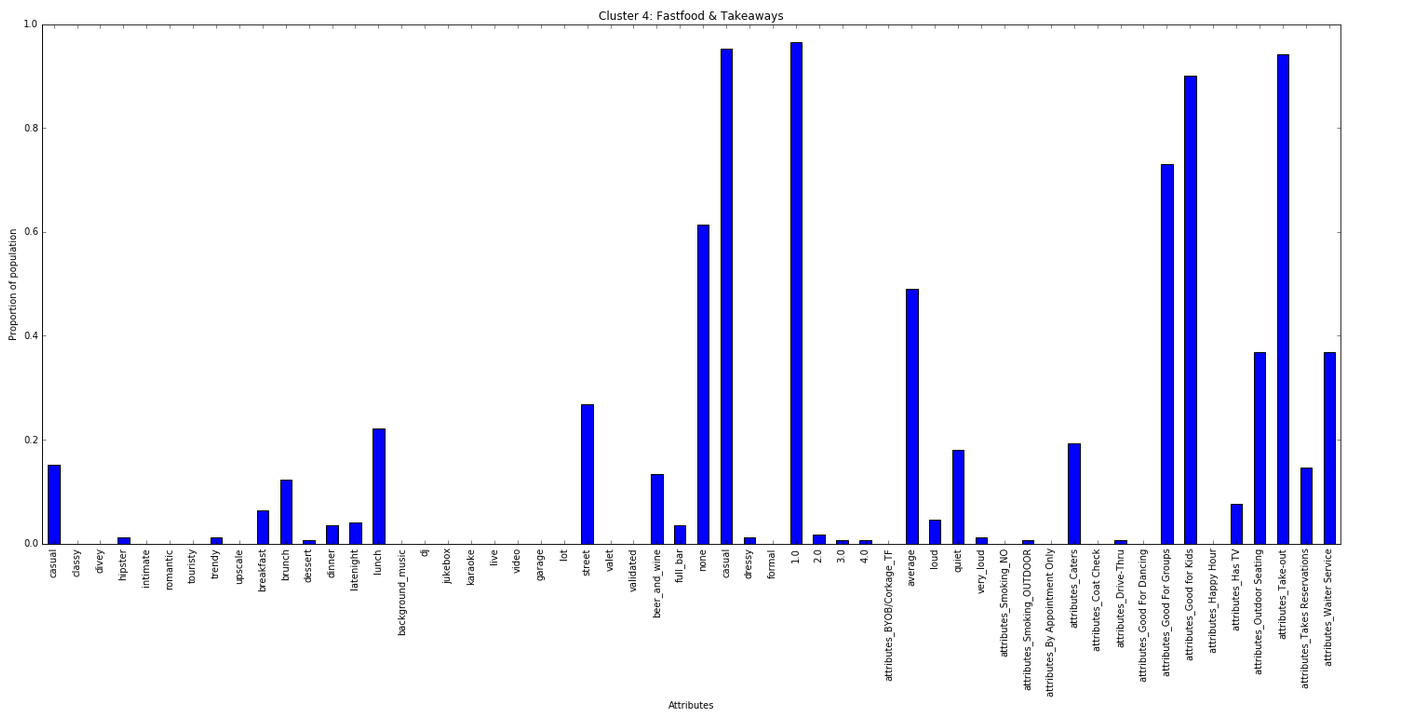 Cluster 4: Fastfood & Takeaways
1.0
0.8
0.6
0.4
0.2
0.0
Proportion of population
casual
classy
divey
hipster
intimate
romantic
touristy
trendy
upscale
breakfast
brunch
dessert
dinner
latenight
lunch
background_music
dj
jukebox
karaoke
live
video
garage
lot
street
valet
validated
beer_and_wine
full_bar
none
casual
dressy
formal
1.0
2.0
3.0
4.0
attributes_BYOB/Corkage_TF
average
loud
quiet
very_loud
attributes_Smoking_NO
attributes_Smoking_OUTDOOR
attributes_By Appointment Only
attributes_Caters
attributes_Coat Check
attributes_Drive-Thru
attributes_Good For Dancing
attributes_Good For Groups
attributes_Good for Kids
attributes_Happy Hour
attributes_Has TV
attributes_Outdoor Seating
attributes_Take-out
attributes_Takes Reservations
attributes_Waiter Service
Attributes